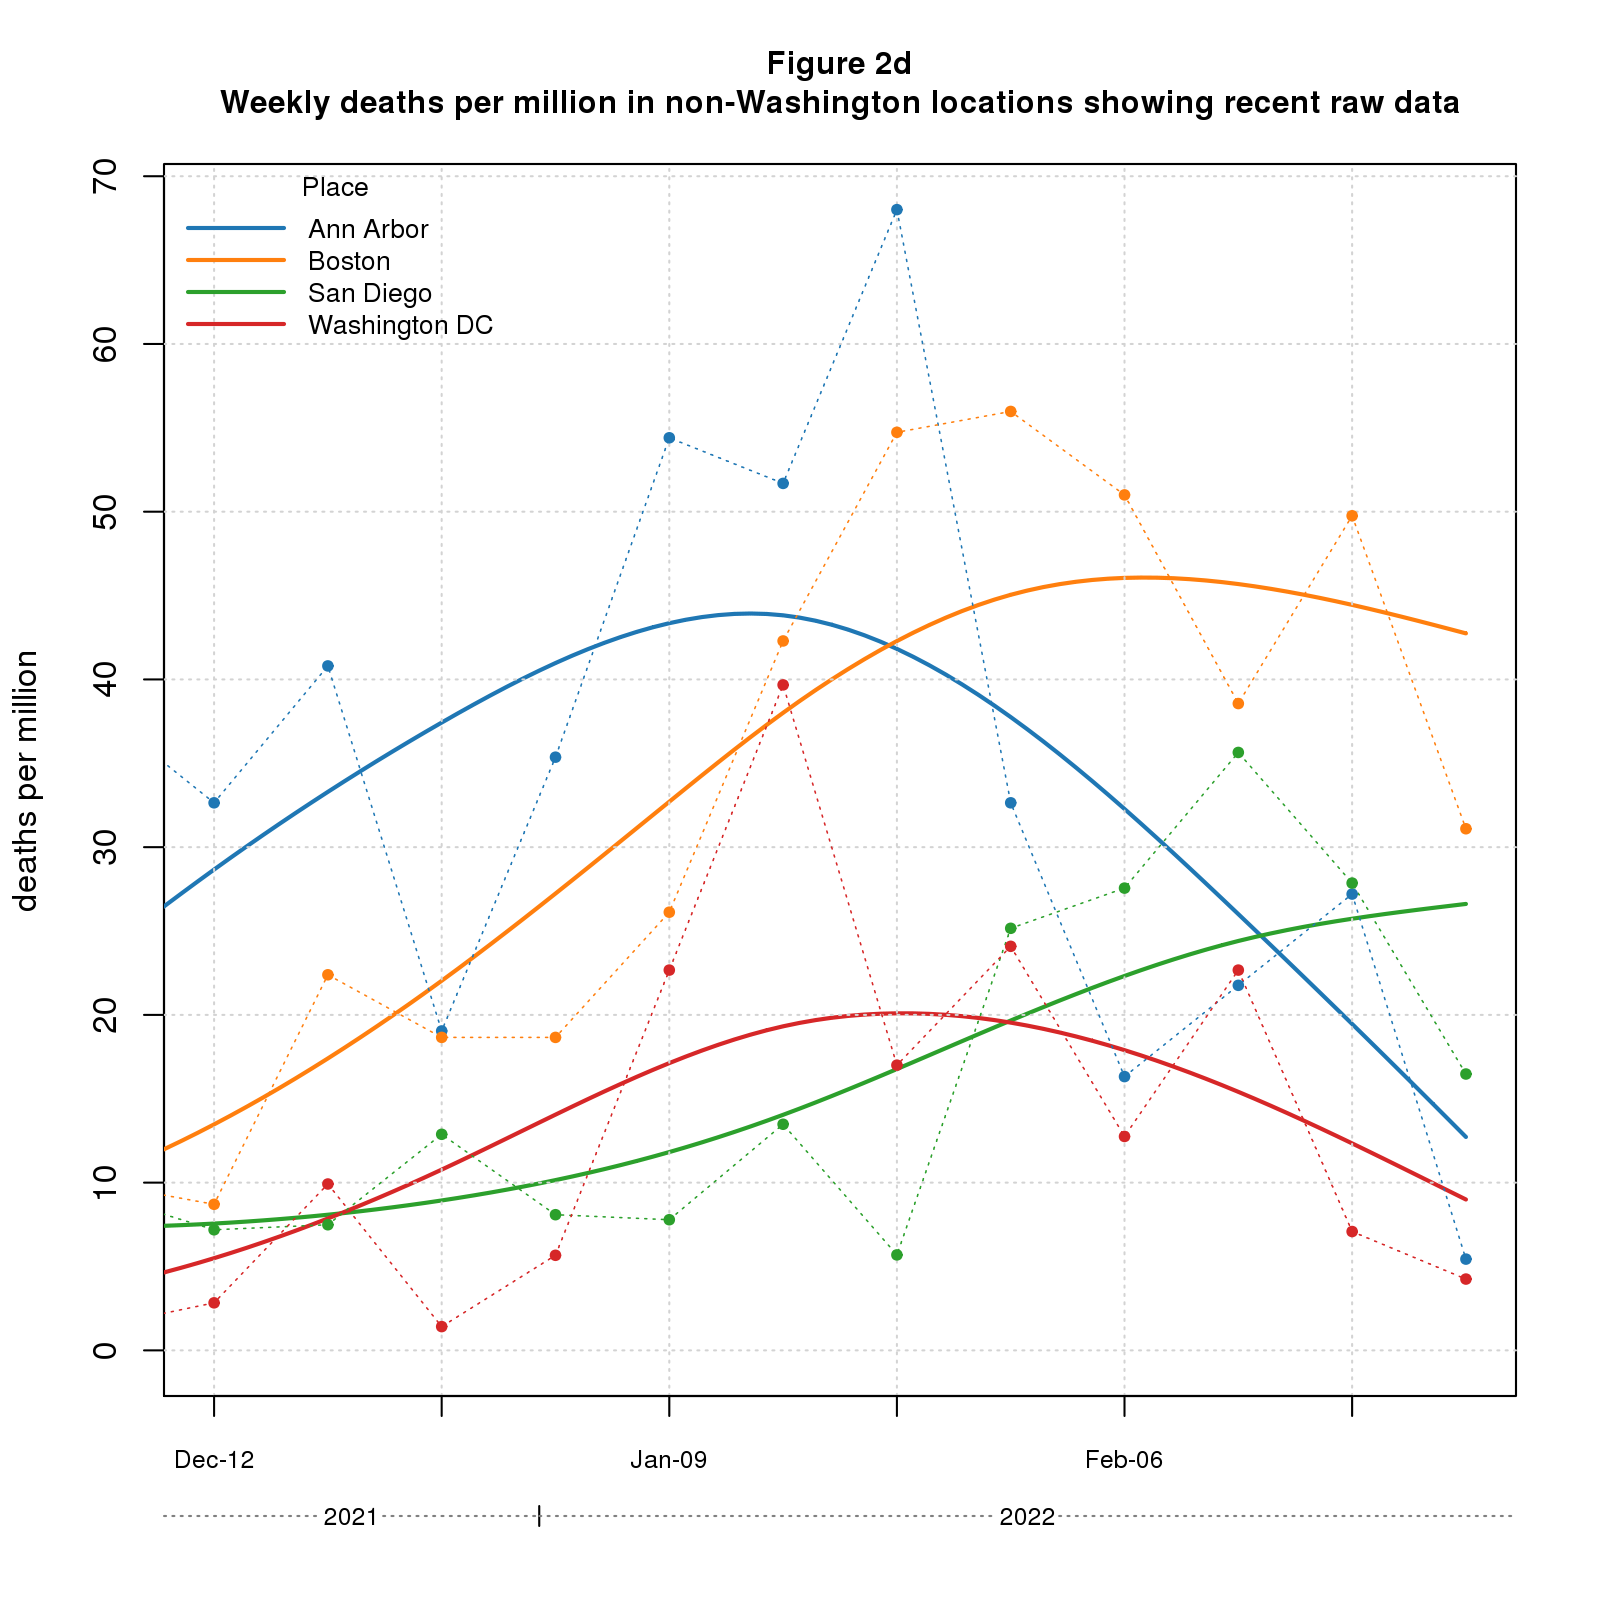 Figure 2d
Weekly deaths per million in non-Washington locations showing recent raw data
Place
Ann Arbor
Boston
San Diego
Washington DC
deaths per million
70
60
50
40
30
20
10
0
Dec-12 Jan-09 Feb-06
2021 2022